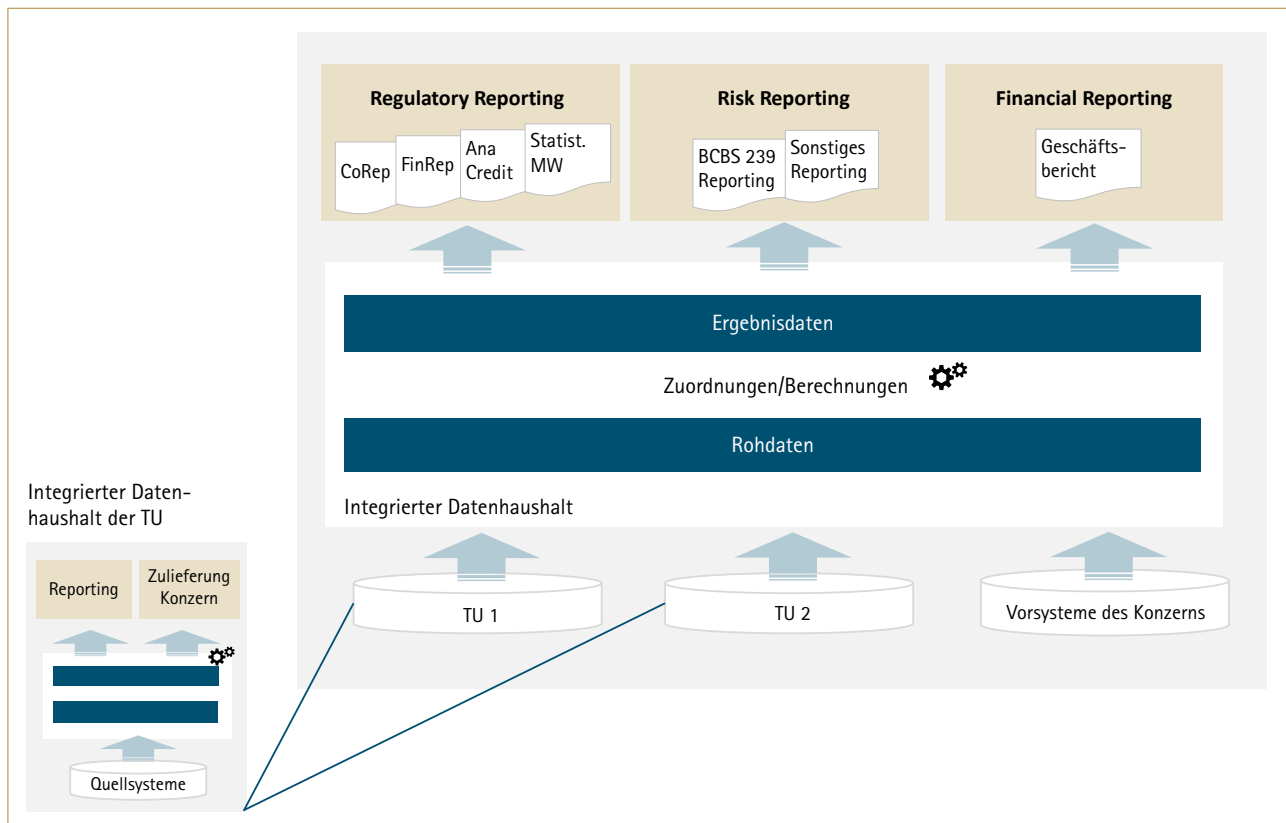 Regulatory Reporting
CoRep
FinRep
Ana
Credit
Statist.
MW
Risk Reporting
BCBS 239
Reporting
Sonstiges
Reporting
Financial Reporting
Geschäfts-
bericht
Ergebnisdaten
Zuordnungen/Berechnungen
Rohdaten
Integrierter Datenhaushalt
TU 1
TU 2
Vorsysteme des Konzerns
Integrierter Daten-
haushalt der TU
Reporting
Zulieferung
Konzern
Quellsysteme